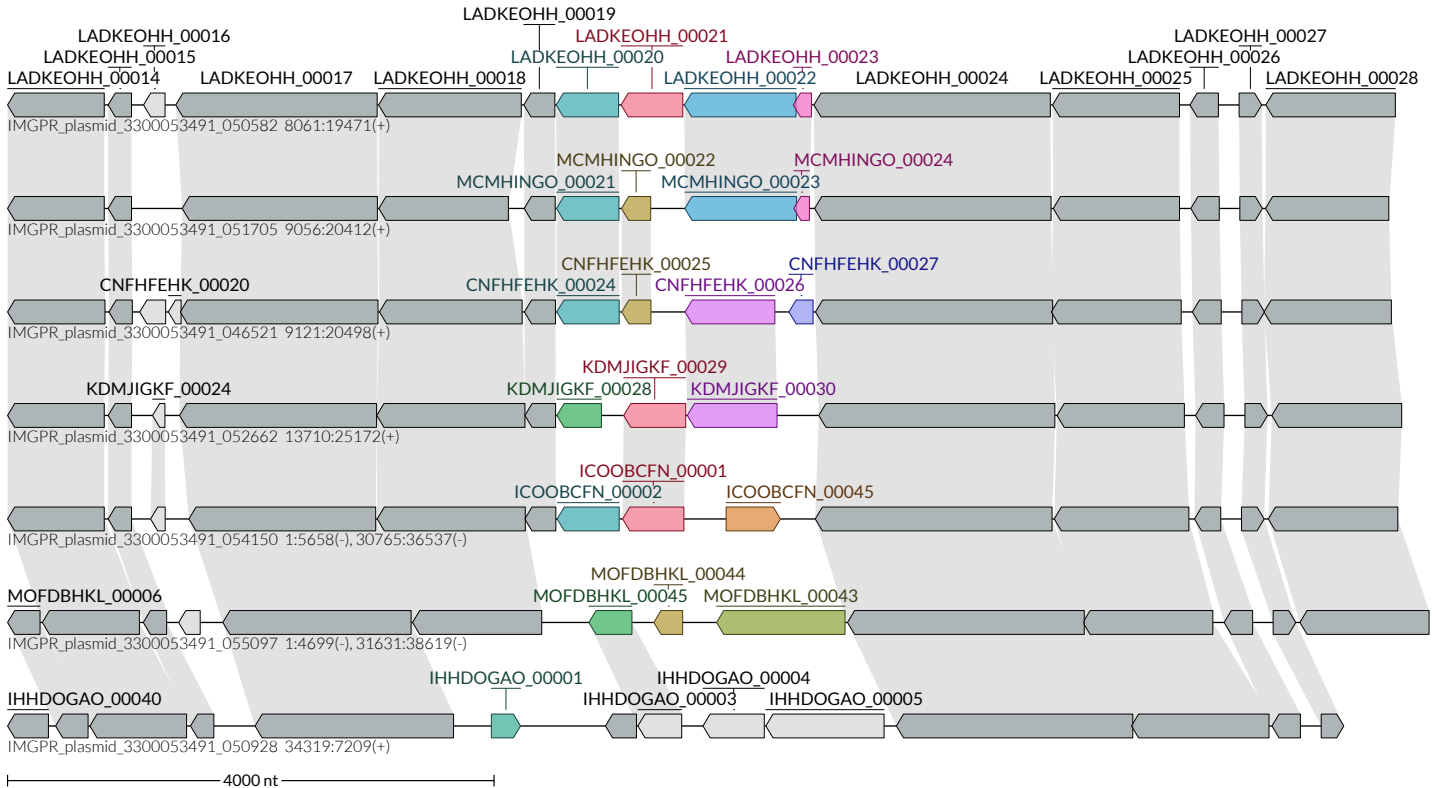 LADKEOHH_00019
LADKEOHH_00016 LADKEOHH_00021 LADKEOHH_00027
LADKEOHH_00015 LADKEOHH_00020 LADKEOHH_00023 LADKEOHH_00026
LADKEOHH_00014 LADKEOHH_00017 LADKEOHH_00018 LADKEOHH_00022 LADKEOHH_00024 LADKEOHH_00025 LADKEOHH_00028
IMGPR_plasmid_3300053491_050582 8061:19471(+)
MCMHINGO_00022 MCMHINGO_00024
MCMHINGO_00021 MCMHINGO_00023
IMGPR_plasmid_3300053491_051705 9056:20412(+)
CNFHFEHK_00025 CNFHFEHK_00027
CNFHFEHK_00020 CNFHFEHK_00024 CNFHFEHK_00026
IMGPR_plasmid_3300053491_046521 9121:20498(+)
KDMJIGKF_00029
KDMJIGKF_00024 KDMJIGKF_00028 KDMJIGKF_00030
IMGPR_plasmid_3300053491_052662 13710:25172(+)
ICOOBCFN_00001
ICOOBCFN_00002 ICOOBCFN_00045
IMGPR_plasmid_3300053491_054150 1:5658(-), 30765:36537(-)
MOFDBHKL_00044
MOFDBHKL_00006 MOFDBHKL_00045 MOFDBHKL_00043
IMGPR_plasmid_3300053491_055097 1:4699(-), 31631:38619(-)
IHHDOGAO_00001 IHHDOGAO_00004
IHHDOGAO_00040 IHHDOGAO_00003 IHHDOGAO_00005
IMGPR_plasmid_3300053491_050928 34319:7209(+)
4000 nt